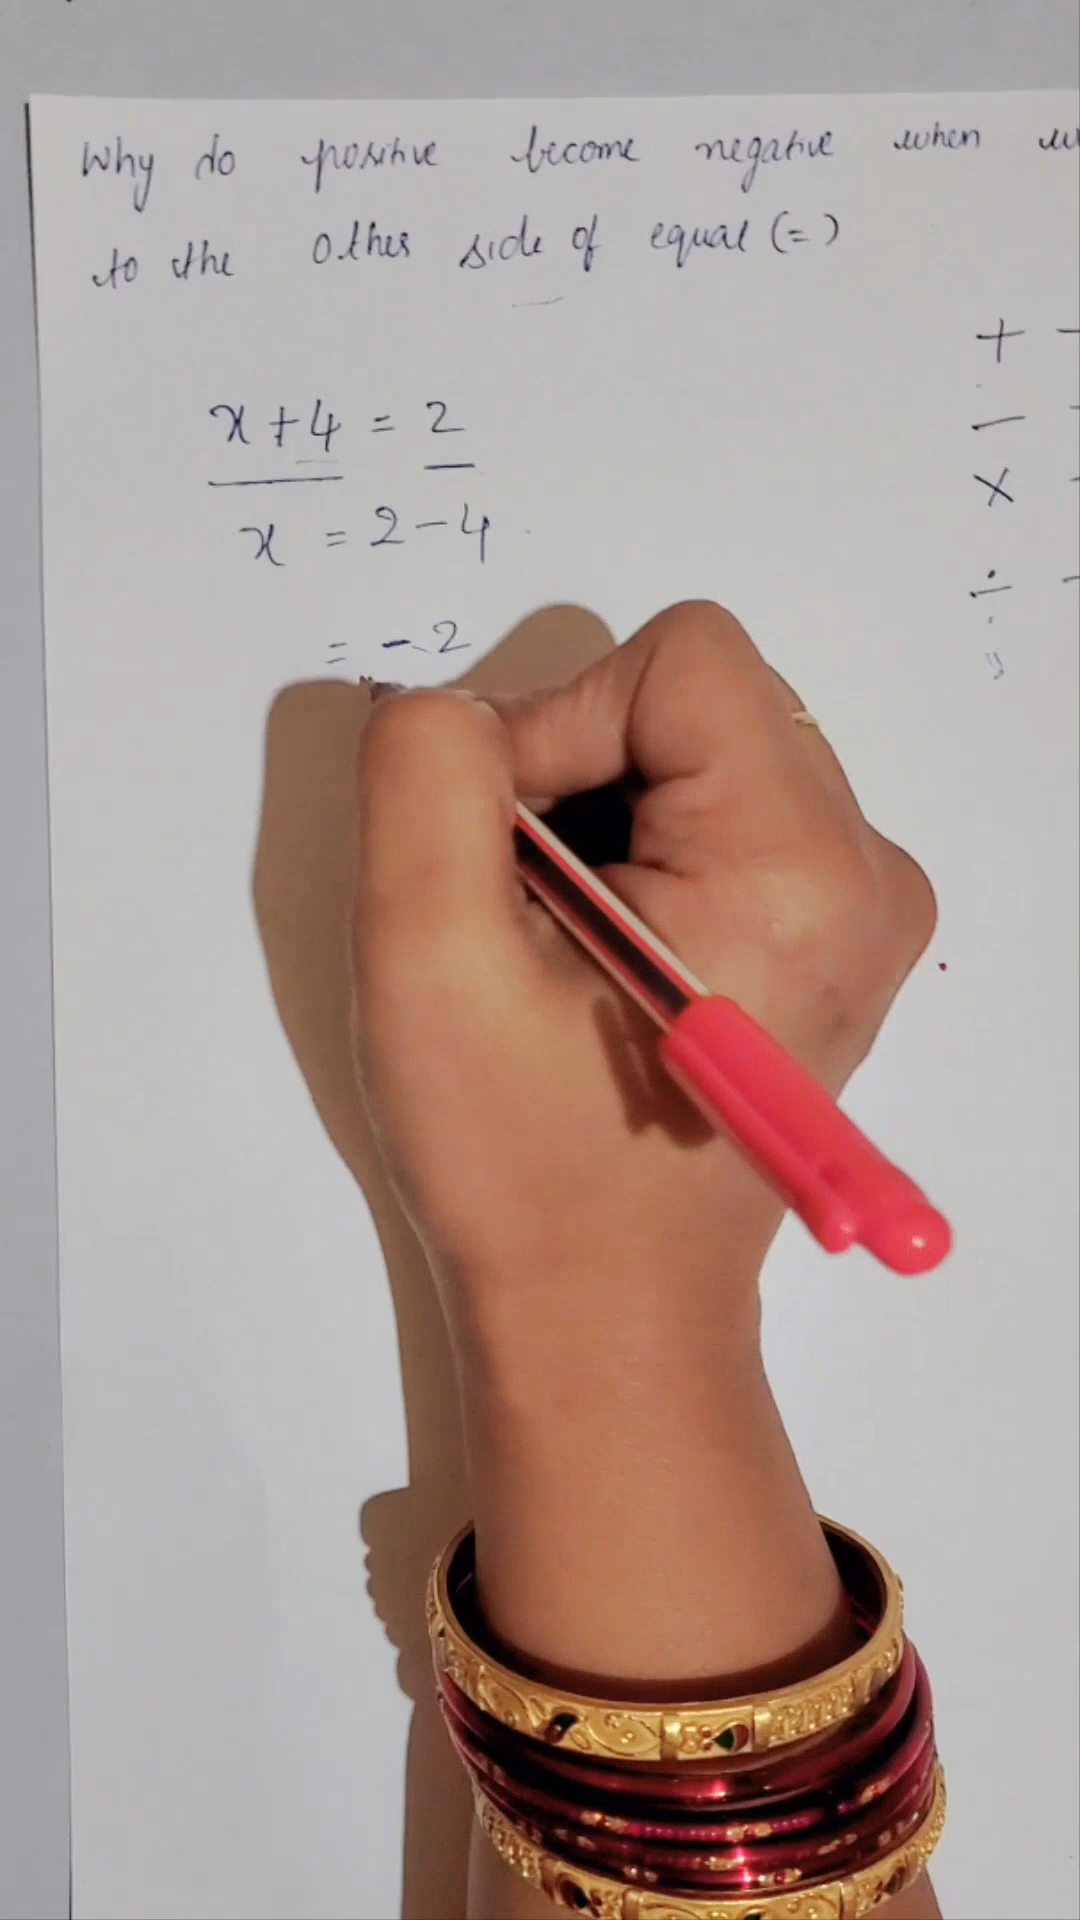 Why do positive become negative when
to the other side of equal (=)
+
−
x + 4 = 2
×
x = 2 - 4
÷
= - 2